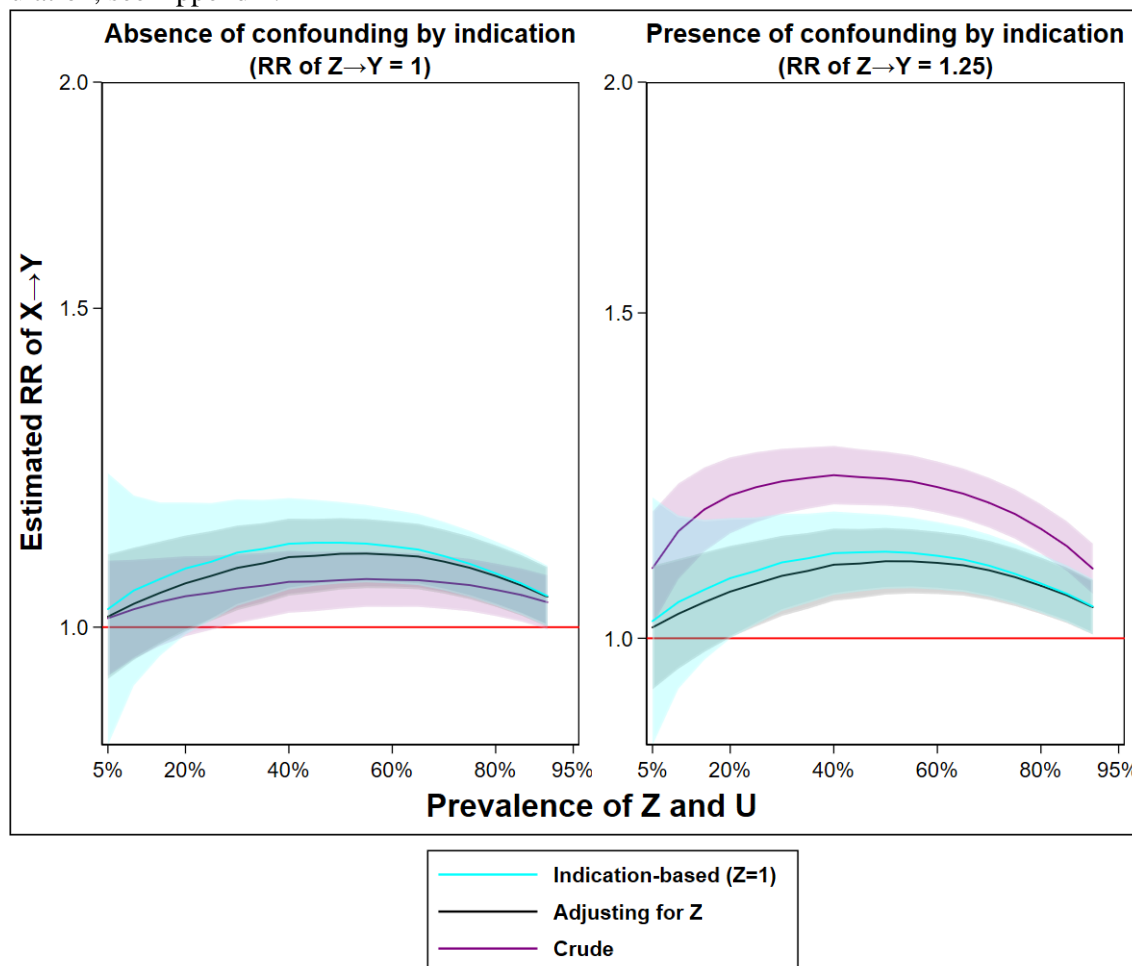 Absence of confounding by indication
(RR of Z→Y = 1)
Presence of confounding by indication
(RR of Z→Y = 1.25)
Estimated RR of X→Y
2.0
1.5
1.0
2.0
1.5
1.0
5% 20% 40% 60% 80% 95%
5% 20% 40% 60% 80% 95%
Prevalence of Z and U
Indication-based (Z=1)
Adjusting for Z
Crude